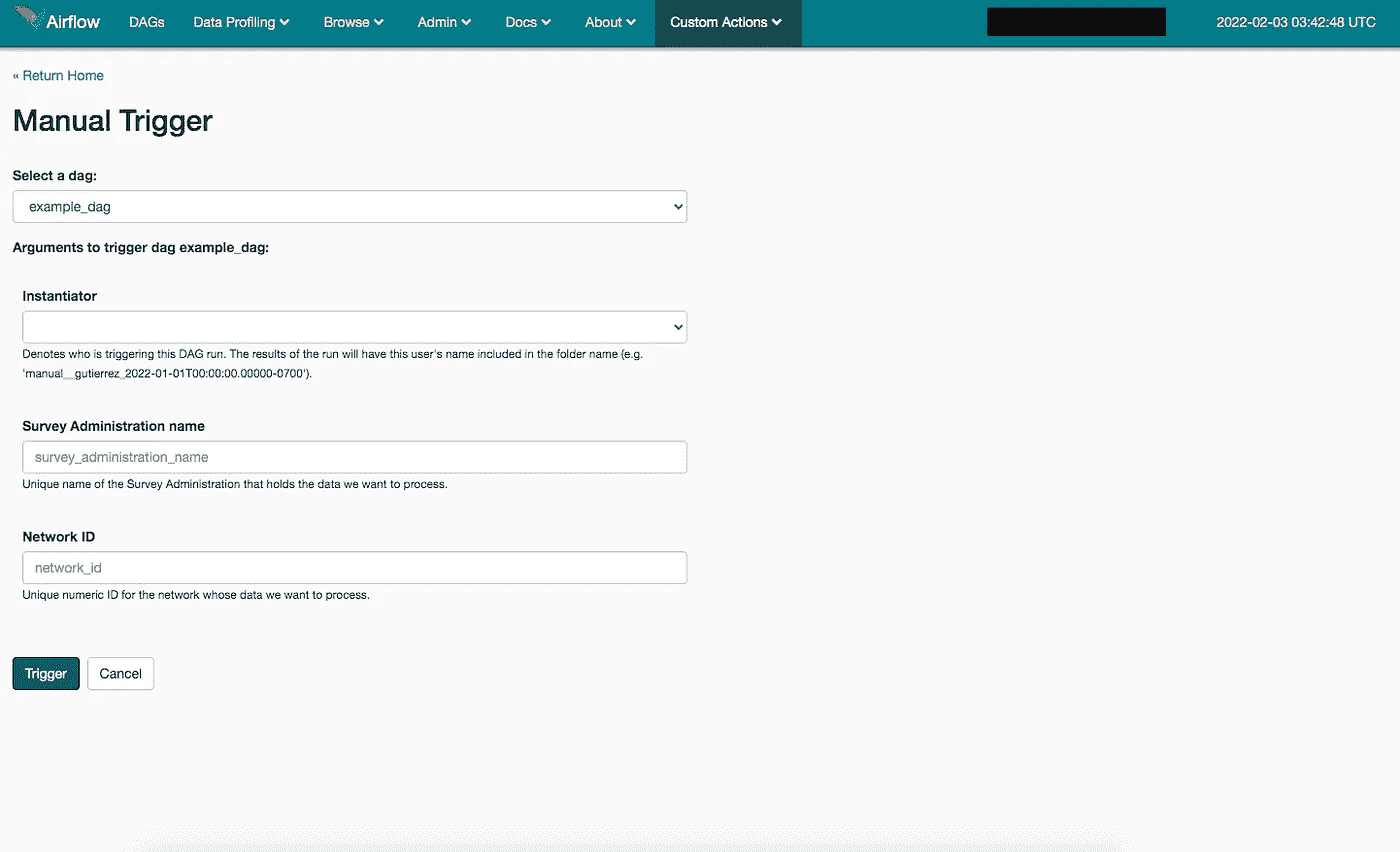 Airflow DAGs Data Profiling Browse Admin Docs About Custom Actions 2022-02-03 03:42:48 UTC
« Return Home
Manual Trigger
Select a dag:
example_dag
Arguments to trigger dag example_dag:
Instantiator
Denotes who is triggering this DAG run. The results of the run will have this user's name included in the folder name (e.g.
'manual__gutierrez_2022-01-01T00:00:00.00000-0700').
Survey Administration name
survey_administration_name
Unique name of the Survey Administration that holds the data we want to process.
Network ID
network_id
Unique numeric ID for the network whose data we want to process.
Trigger Cancel